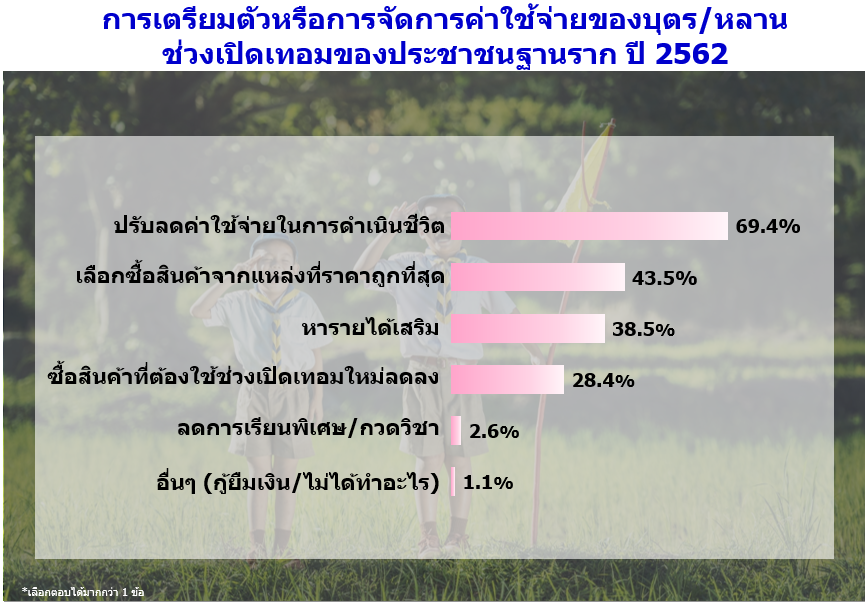 การเตรียมตัวหรือการจัดการค่าใช้จ่ายของบุตร/หลาน
ช่วงเปิดเทอมของประชาชนฐานราก ปี 2562
ปรับลดค่าใช้จ่ายในการดำเนินชีวิต 69.4%
เลือกซื้อสินค้าจากแหล่งที่ราคาถูกที่สุด 43.5%
หารายได้เสริม 38.5%
ซื้อสินค้าที่ต้องใช้ช่วงเปิดเทอมใหม่ลดลง 28.4%
ลดการเรียนพิเศษ/กวดวิชา 2.6%
อื่นๆ (กู้ยืมเงิน/ไม่ได้ทำอะไร) 1.1%
*เลือกตอบได้มากกว่า 1 ข้อ